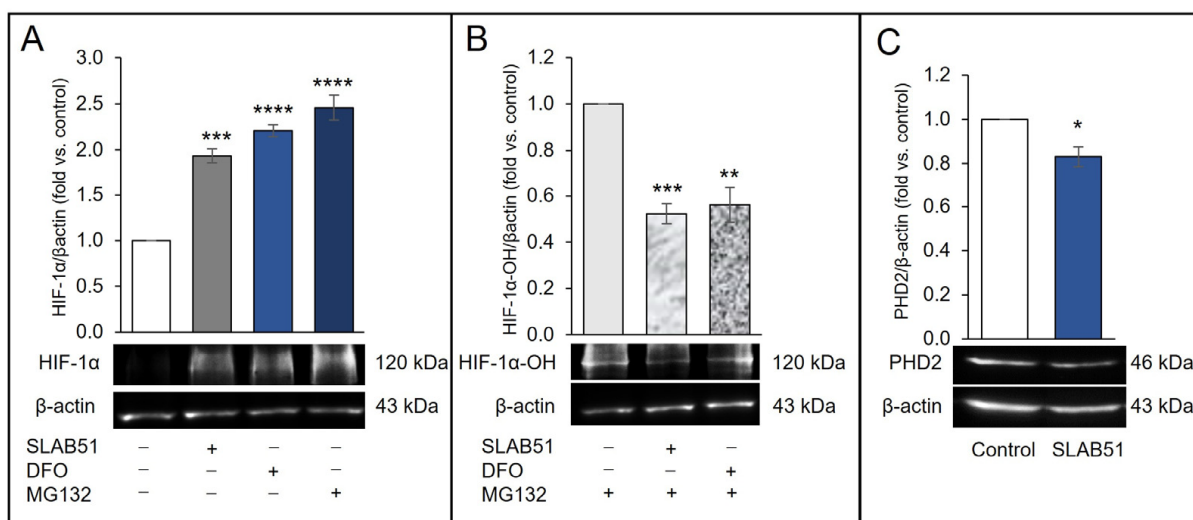 A
HIF-1α/βactin (fold vs. control)
3.0
2.5
2.0
1.5
1.0
0.5
0.0
***
****
****
HIF-1α
120 kDa
β-actin
43 kDa
SLAB51 – + – –
DFO – – + –
MG132 – – – +
B
HIF-1α-OH/βactin (fold vs. control)
1.2
1.0
0.8
0.6
0.4
0.2
0.0
***
**
HIF-1α-OH
120 kDa
β-actin
43 kDa
SLAB51 – + –
DFO – – +
MG132 + + +
C
PHD2/β-actin (fold vs. control)
1.2
1.0
0.8
0.6
0.4
0.2
0.0
*
PHD2
46 kDa
β-actin
43 kDa
Control SLAB51